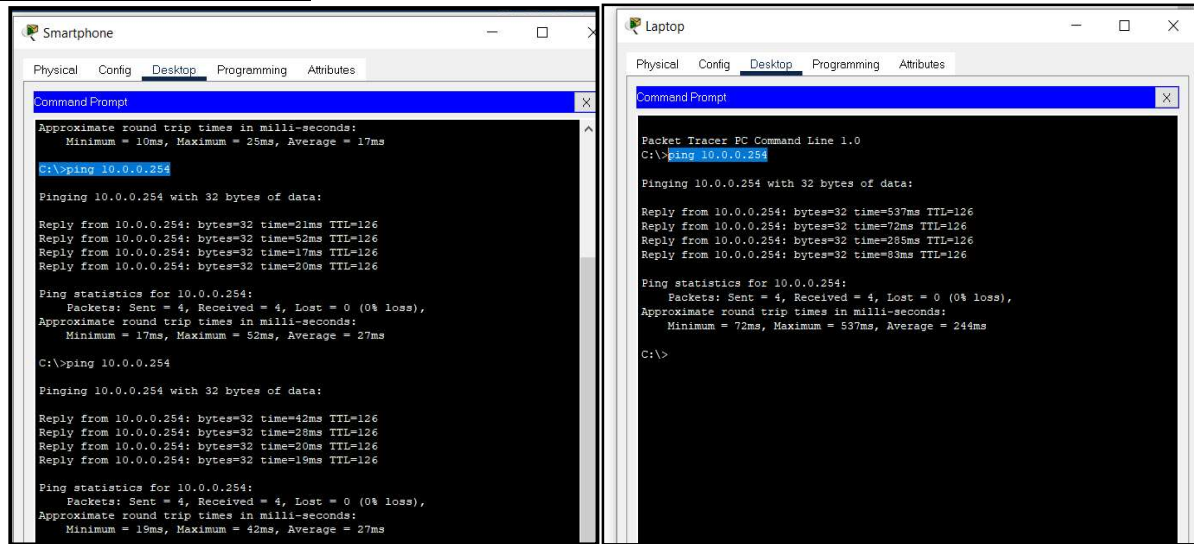 Smartphone
Physical Config Desktop Programming Attributes
Command Prompt X
Approximate round trip times in milli-seconds:
Minimum = 10ms, Maximum = 25ms, Average = 17ms
C:\>ping 10.0.0.254
Pinging 10.0.0.254 with 32 bytes of data:
Reply from 10.0.0.254: bytes=32 time=21ms TTL=126
Reply from 10.0.0.254: bytes=32 time=52ms TTL=126
Reply from 10.0.0.254: bytes=32 time=17ms TTL=126
Reply from 10.0.0.254: bytes=32 time=20ms TTL=126
Ping statistics for 10.0.0.254:
Packets: Sent = 4, Received = 4, Lost = 0 (0% loss),
Approximate round trip times in milli-seconds:
Minimum = 17ms, Maximum = 52ms, Average = 27ms
C:\>ping 10.0.0.254
Pinging 10.0.0.254 with 32 bytes of data:
Reply from 10.0.0.254: bytes=32 time=42ms TTL=126
Reply from 10.0.0.254: bytes=32 time=28ms TTL=126
Reply from 10.0.0.254: bytes=32 time=20ms TTL=126
Reply from 10.0.0.254: bytes=32 time=19ms TTL=126
Ping statistics for 10.0.0.254:
Packets: Sent = 4, Received = 4, Lost = 0 (0% loss),
Approximate round trip times in milli-seconds:
Minimum = 19ms, Maximum = 42ms, Average = 27ms
Laptop
Physical Config Desktop Programming Attributes
Command Prompt X
Packet Tracer PC Command Line 1.0
C:\>ping 10.0.0.254
Pinging 10.0.0.254 with 32 bytes of data:
Reply from 10.0.0.254: bytes=32 time=537ms TTL=126
Reply from 10.0.0.254: bytes=32 time=72ms TTL=126
Reply from 10.0.0.254: bytes=32 time=285ms TTL=126
Reply from 10.0.0.254: bytes=32 time=83ms TTL=126
Ping statistics for 10.0.0.254:
Packets: Sent = 4, Received = 4, Lost = 0 (0% loss),
Approximate round trip times in milli-seconds:
Minimum = 72ms, Maximum = 537ms, Average = 244ms
C:\>